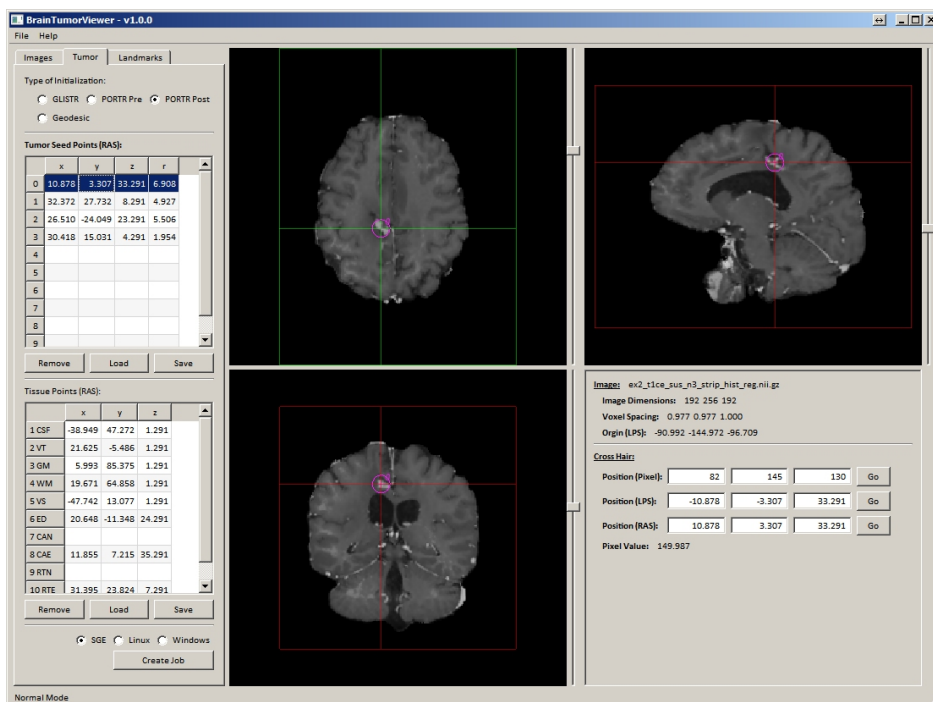 BrainTumorViewer - v1.0.0
File Help
Images Tumor Landmarks
Type of Initialization:
GLISTR PORTR Pre PORTR Post
Geodesic
Tumor Seed Points (RAS):
x y z r
0 10.878 3.307 33.291 6.908
1 32.372 27.732 8.291 4.927
2 26.510 -24.049 23.291 5.506
3 30.418 15.031 4.291 1.954
4
5
6
7
8
9
Remove Load Save
Tissue Points (RAS):
x y z
1 CSF -38.949 47.272 1.291
2 VT 21.625 -5.486 1.291
3 GM 5.993 85.375 1.291
4 WM 19.671 64.858 1.291
5 VS -47.742 13.077 1.291
6 ED 20.648 -11.348 24.291
7 CAN
8 CAE 11.855 7.215 35.291
9 RTN
10 RTE 31.395 23.824 7.291
Remove Load Save
SGE Linux Windows
Create Job
Normal Mode
Image: ex2_t1ce_sus_n3_strip_hist_reg.nii.gz
Image Dimensions: 192 256 192
Voxel Spacing: 0.977 0.977 1.000
Orgin (LPS): -90.992 -144.972 -96.709
Cross Hair:
Position (Pixel): 82 145 130 Go
Position (LPS): -10.878 -3.307 33.291 Go
Position (RAS): 10.878 3.307 33.291 Go
Pixel Value: 149.987